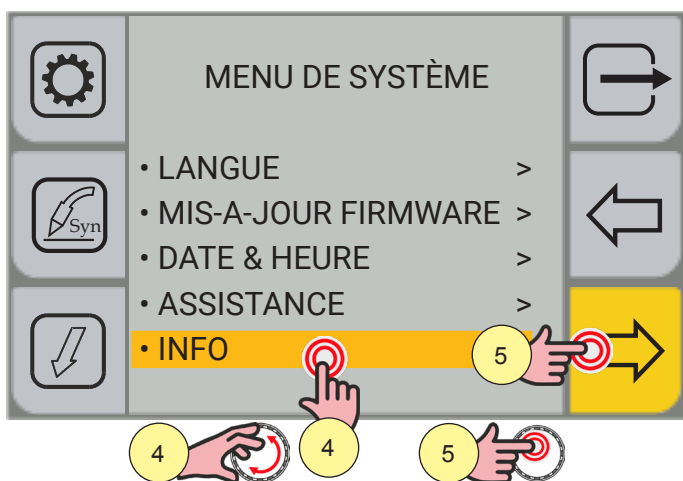 MENU DE SYSTÈME
• LANGUE >
• MIS-A-JOUR FIRMWARE >
Syn
• DATE & HEURE >
• ASSISTANCE >
• INFO
5
4
4
5